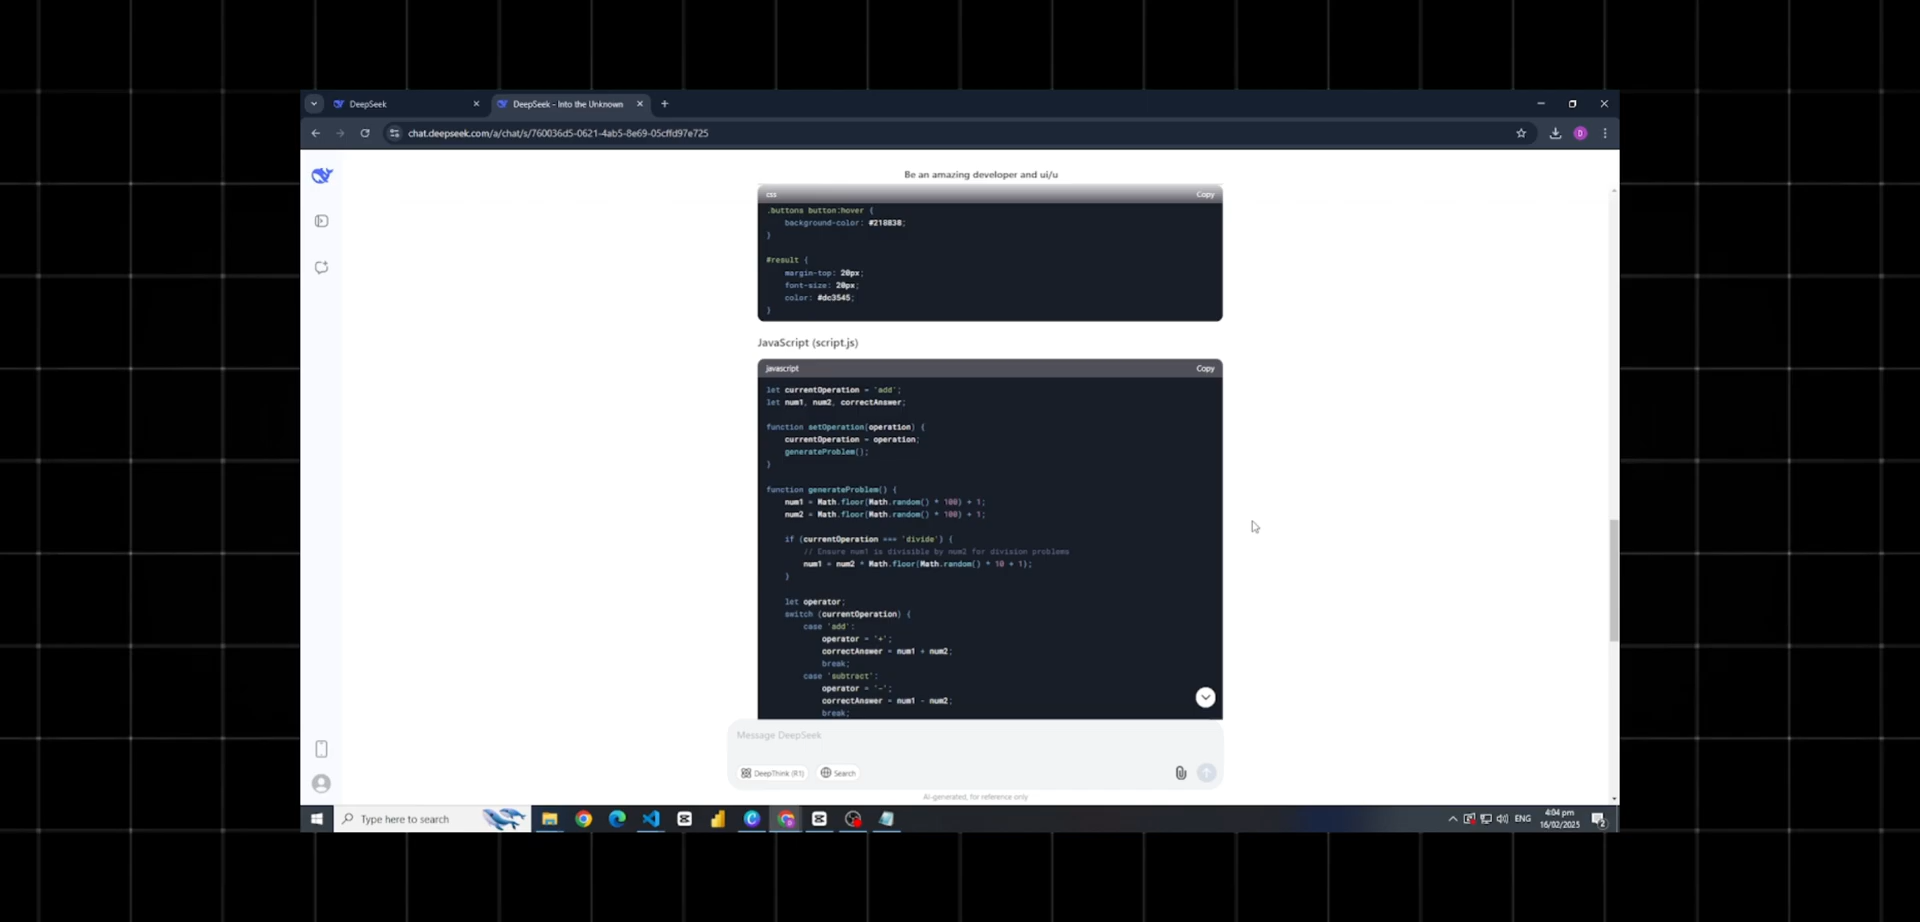 DeepSeek
DeepSeek - Into the Unknown
chat.deepseek.com/a/chat/s/760036d5-0621-4ab5-8e69-05cffd97e725
D
Be an amazing developer and ui/u
css
Copy
.buttons button:hover {
background-color: #218838;
}
#result {
margin-top: 20px;
font-size: 20px;
color: #dc3545;
}
JavaScript (script.js)
javascript
Copy
let currentOperation = 'add';
let num1, num2, correctAnswer;
function setOperation(operation) {
currentOperation = operation;
generateProblem();
}
function generateProblem() {
num1 = Math.floor(Math.random() * 100) + 1;
num2 = Math.floor(Math.random() * 100) + 1;
if (currentOperation === 'divide') {
// Ensure num1 is divisible by num2 for division problems
num1 = num2 * Math.floor(Math.random() * 10 + 1);
}
let operator;
switch (currentOperation) {
case 'add':
operator = '+';
correctAnswer = num1 + num2;
break;
case 'subtract':
operator = '-';
correctAnswer = num1 - num2;
break;
Message DeepSeek
DeepThink (R1)
Search
AI-generated, for reference only
Type here to search
ENG
4:04 pm
16/02/2025
2